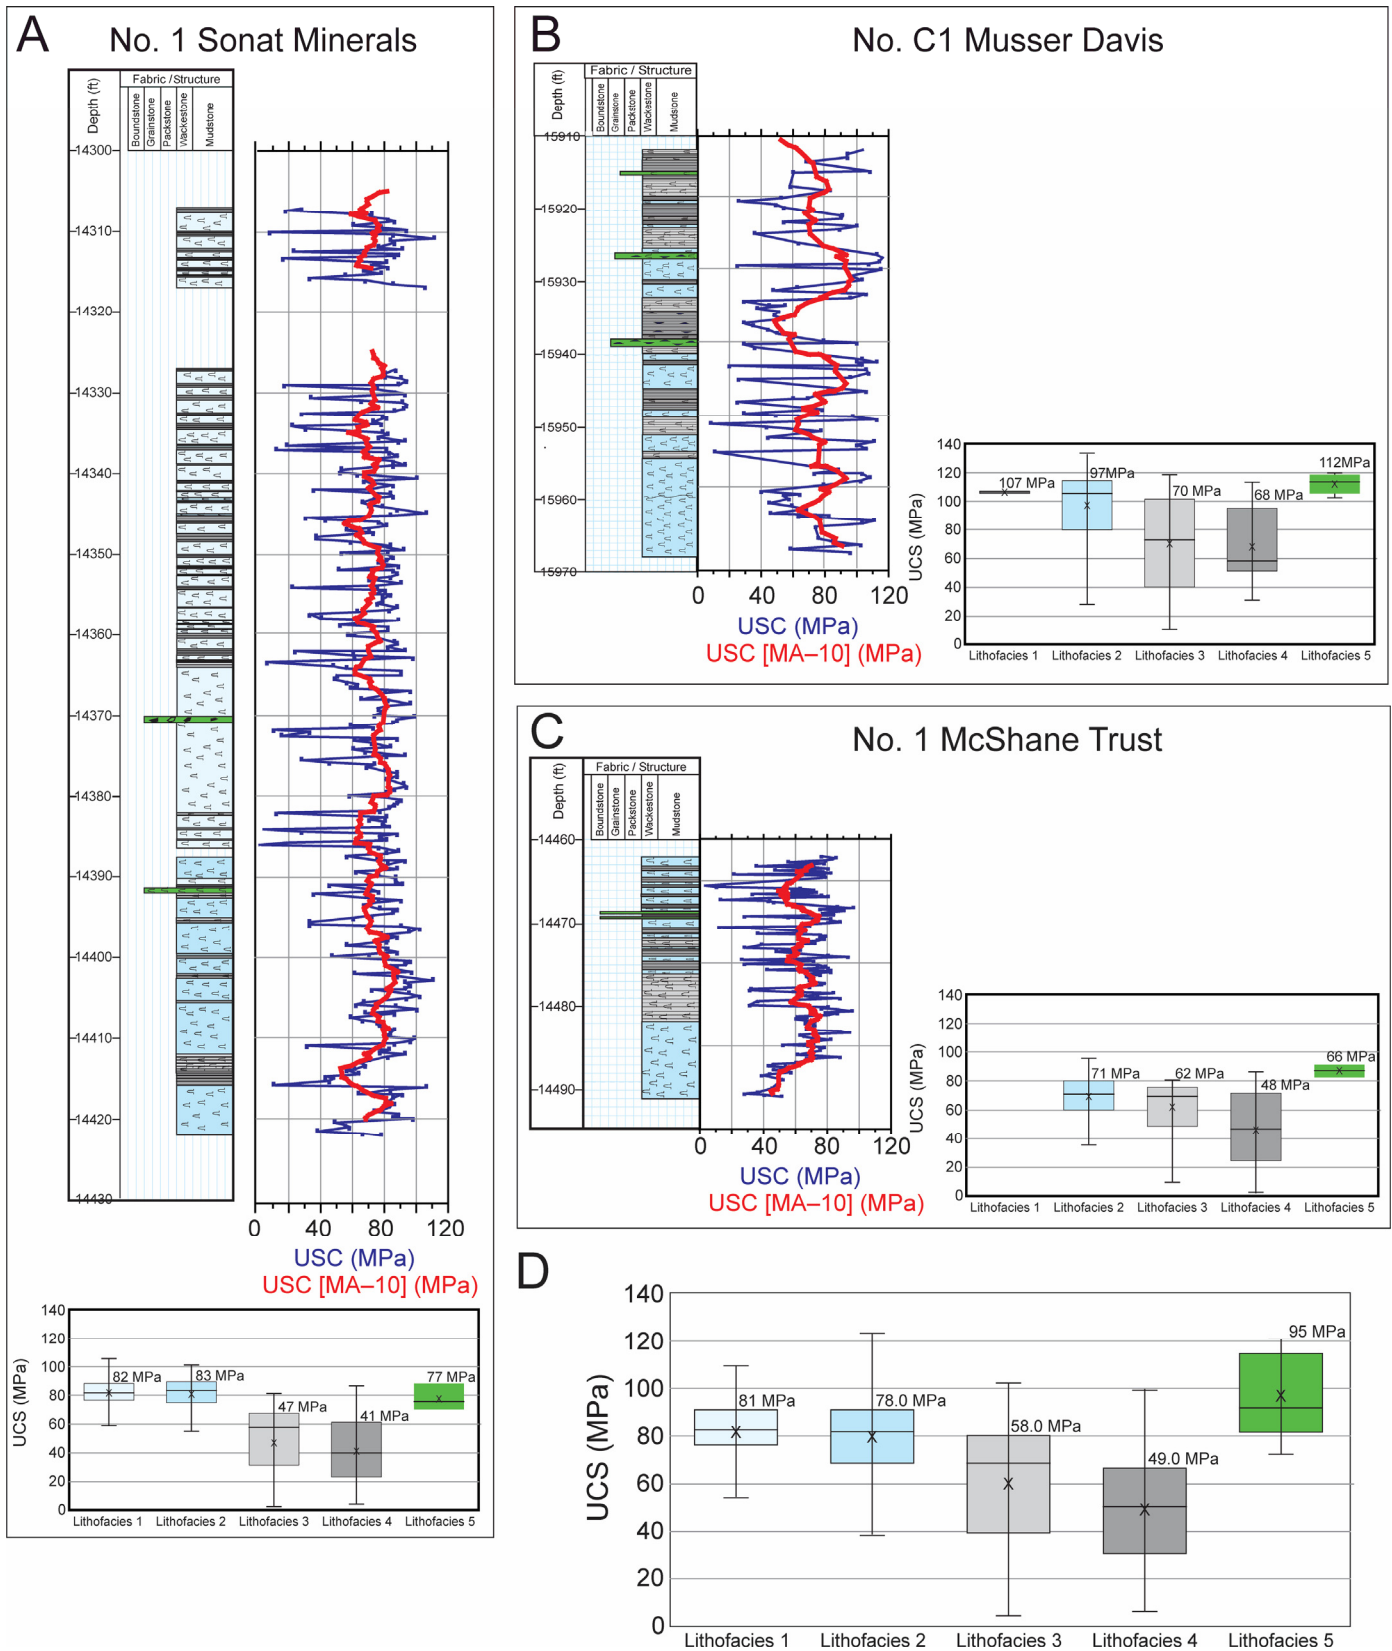 A
No. 1 Sonat Minerals
Depth (ft)
Fabric / Structure
Boundstone
Grainstone
Packstone
Wackestone
Mudstone
14300
14310
14320
14330
14340
14350
14360
14370
14380
14390
14400
14410
14420
14430
0 40 80 120
USC (MPa)
USC [MA–10] (MPa)
UCS (MPa)
140
120
100
80
60
40
20
0
82 MPa
83 MPa
47 MPa
41 MPa
77 MPa
Lithofacies 1 Lithofacies 2 Lithofacies 3 Lithofacies 4 Lithofacies 5
B
No. C1 Musser Davis
Depth (ft)
Fabric / Structure
Boundstone
Grainstone
Packstone
Wackestone
Mudstone
15910
15920
15930
15940
15950
15960
15970
0 40 80 120
USC (MPa)
USC [MA–10] (MPa)
UCS (MPa)
140
120
100
80
60
40
20
0
107 MPa
97MPa
70 MPa
68 MPa
112MPa
Lithofacies 1 Lithofacies 2 Lithofacies 3 Lithofacies 4 Lithofacies 5
C
No. 1 McShane Trust
Depth (ft)
Fabric / Structure
Boundstone
Grainstone
Packstone
Wackestone
Mudstone
14460
14470
14480
14490
0 40 80 120
USC (MPa)
USC [MA–10] (MPa)
UCS (MPa)
140
120
100
80
60
40
20
0
71 MPa
62 MPa
48 MPa
66 MPa
Lithofacies 1 Lithofacies 2 Lithofacies 3 Lithofacies 4 Lithofacies 5
D
UCS (MPa)
140
120
100
80
60
40
20
0
81 MPa
78.0 MPa
58.0 MPa
49.0 MPa
95 MPa
Lithofacies 1 Lithofacies 2 Lithofacies 3 Lithofacies 4 Lithofacies 5